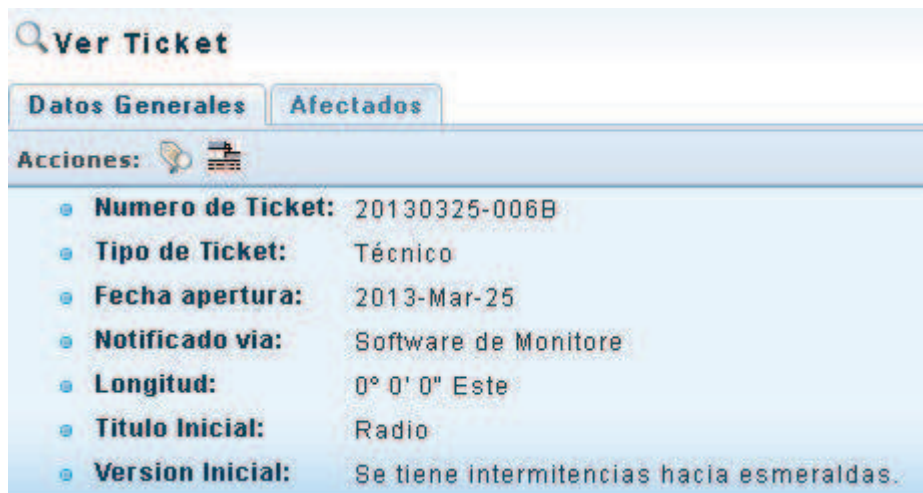 Ver Ticket
Datos Generales Afectados
Acciones:
Numero de Ticket: 20130325-006B
Tipo de Ticket: Técnico
Fecha apertura: 2013-Mar-25
Notificado via: Software de Monitore
Longitud: 0° 0' 0" Este
Titulo Inicial: Radio
Version Inicial: Se tiene intermitencias hacia esmeraldas.